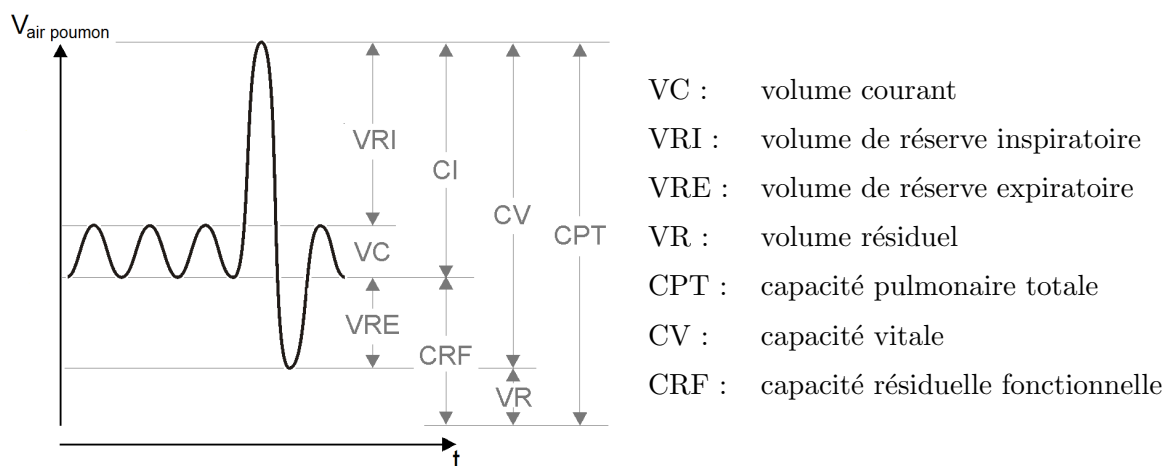 V air poumon
VRI
CI
CV
CPT
VC
VRE
CRF
VR
t
VC : volume courant
VRI : volume de réserve inspiratoire
VRE : volume de réserve expiratoire
VR : volume résiduel
CPT : capacité pulmonaire totale
CV : capacité vitale
CRF : capacité résiduelle fonctionnelle